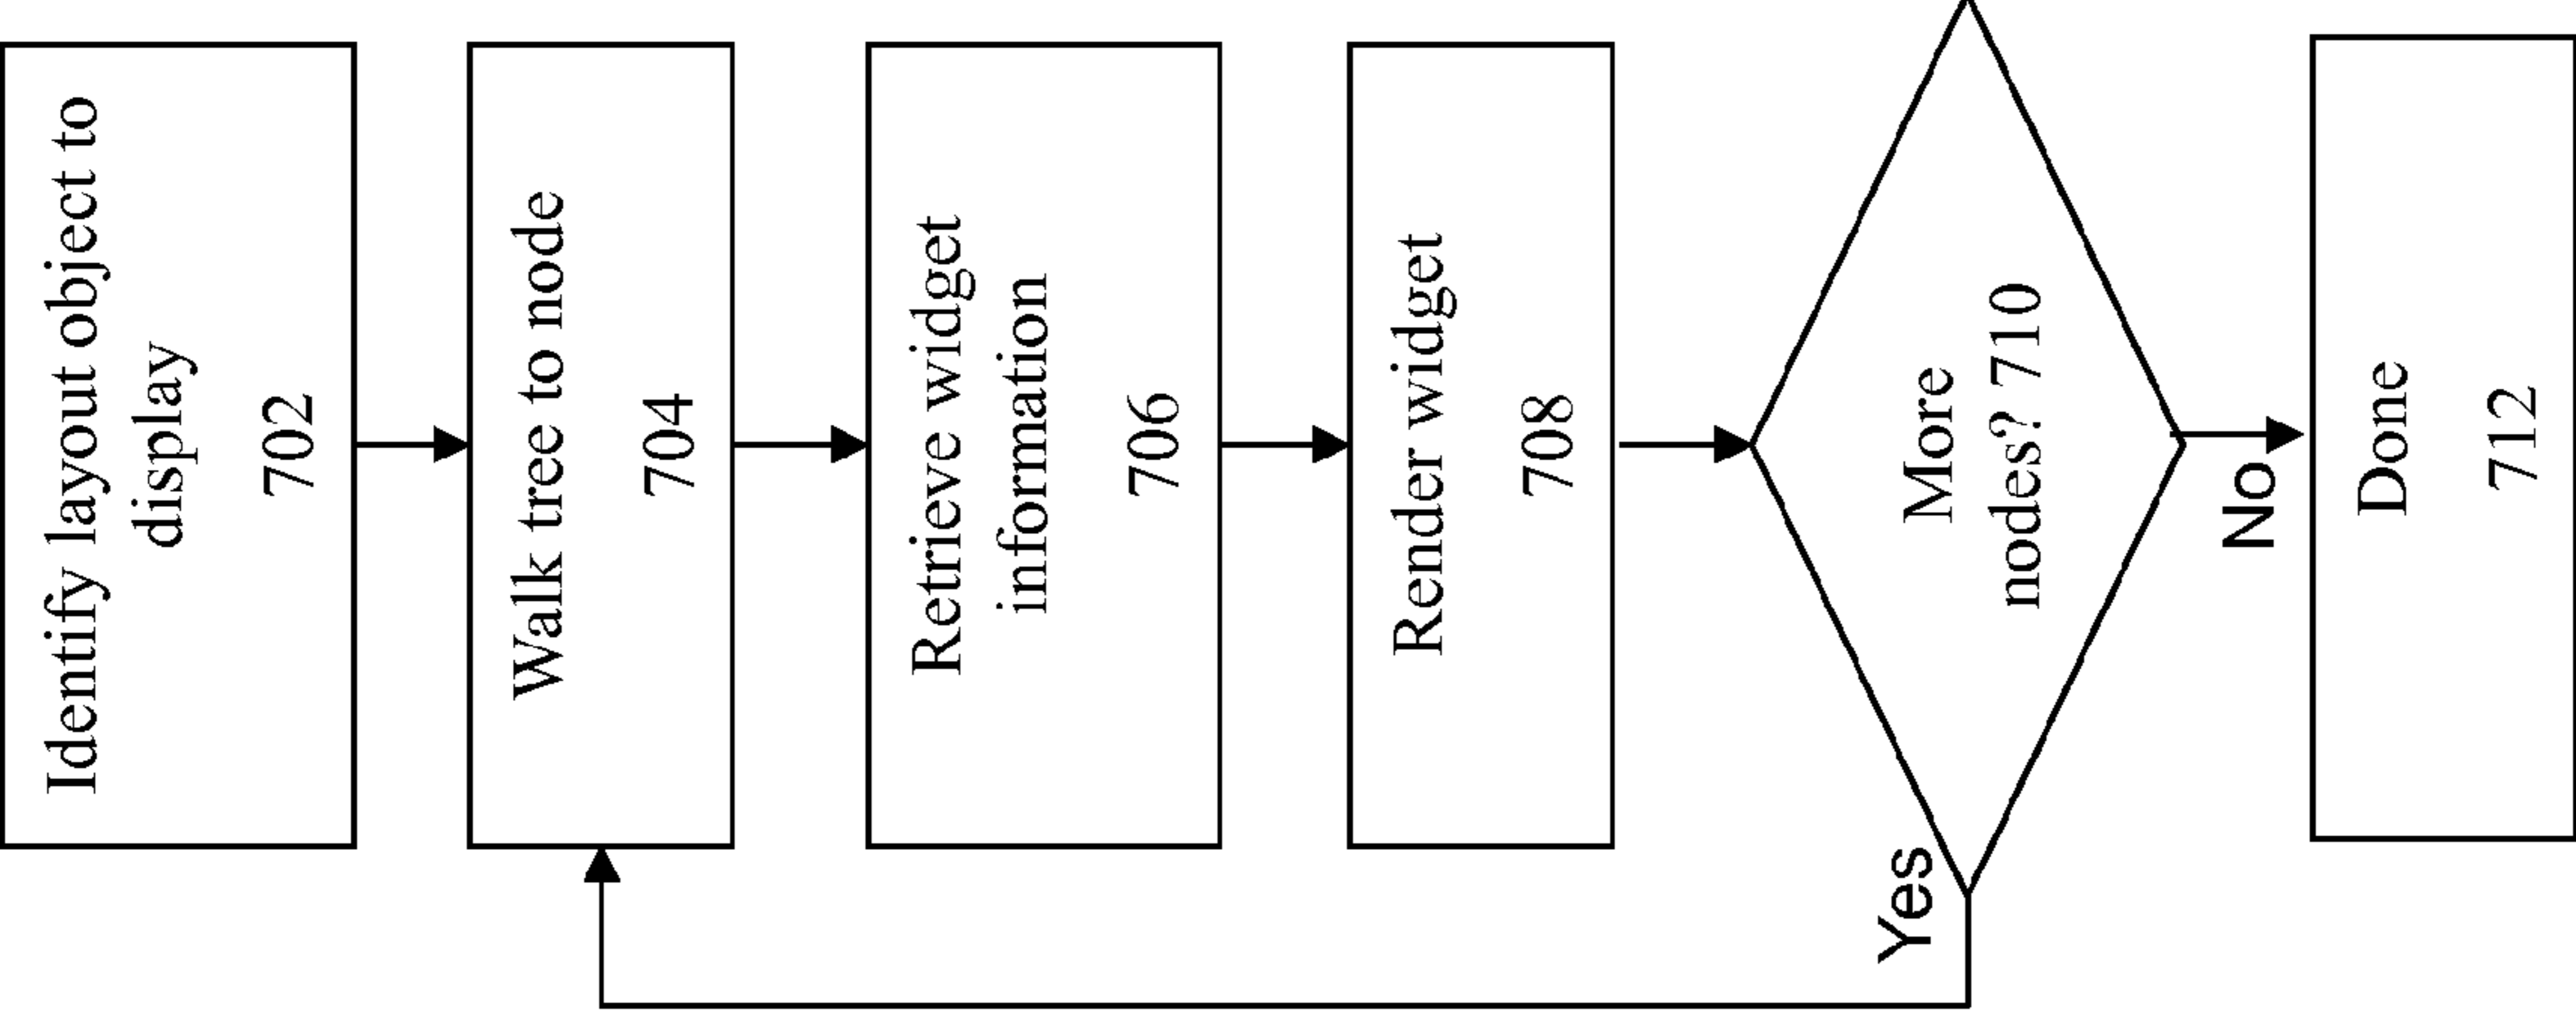 Identify layout object to
display
702
Walk tree to node
704
Retrieve widget
information
706
Render widget
708
More
nodes? 710
Yes
No
Done
712